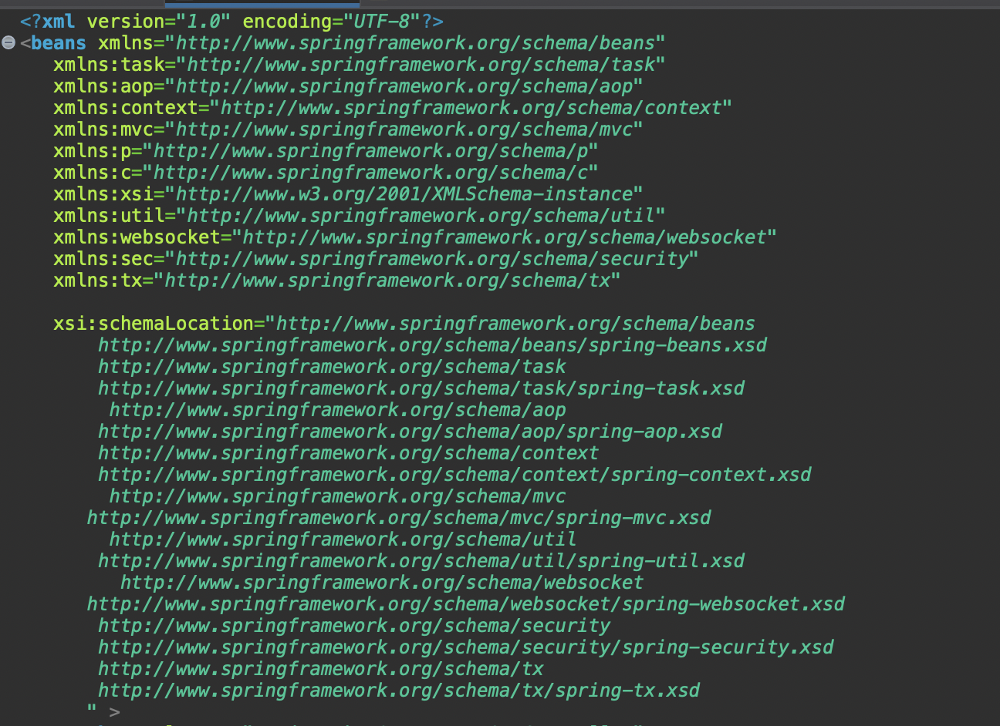 <?xml version="1.0" encoding="UTF-8"?>
<beans xmlns="http://www.springframework.org/schema/beans"
xmlns:task="http://www.springframework.org/schema/task"
xmlns:aop="http://www.springframework.org/schema/aop"
xmlns:context="http://www.springframework.org/schema/context"
xmlns:mvc="http://www.springframework.org/schema/mvc"
xmlns:p="http://www.springframework.org/schema/p"
xmlns:c="http://www.springframework.org/schema/c"
xmlns:xsi="http://www.w3.org/2001/XMLSchema-instance"
xmlns:util="http://www.springframework.org/schema/util"
xmlns:websocket="http://www.springframework.org/schema/websocket"
xmlns:sec="http://www.springframework.org/schema/security"
xmlns:tx="http://www.springframework.org/schema/tx"
xsi:schemaLocation="http://www.springframework.org/schema/beans
http://www.springframework.org/schema/beans/spring-beans.xsd
http://www.springframework.org/schema/task
http://www.springframework.org/schema/task/spring-task.xsd
http://www.springframework.org/schema/aop
http://www.springframework.org/schema/aop/spring-aop.xsd
http://www.springframework.org/schema/context
http://www.springframework.org/schema/context/spring-context.xsd
http://www.springframework.org/schema/mvc
http://www.springframework.org/schema/mvc/spring-mvc.xsd
http://www.springframework.org/schema/util
http://www.springframework.org/schema/util/spring-util.xsd
http://www.springframework.org/schema/websocket
http://www.springframework.org/schema/websocket/spring-websocket.xsd
http://www.springframework.org/schema/security
http://www.springframework.org/schema/security/spring-security.xsd
http://www.springframework.org/schema/tx
http://www.springframework.org/schema/tx/spring-tx.xsd
" >